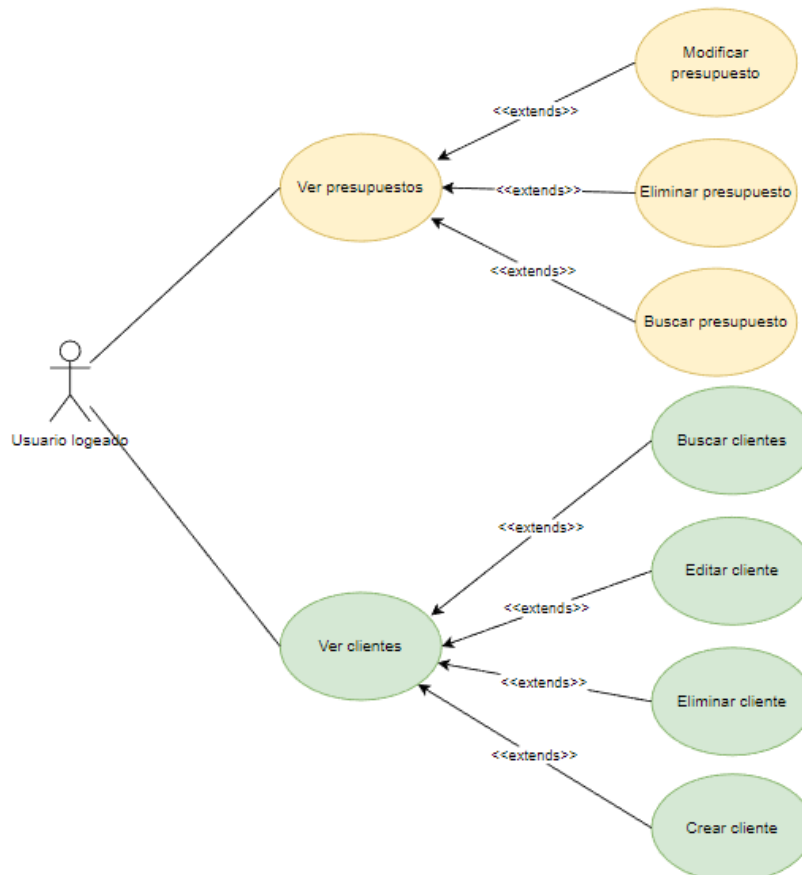 Modificar
presupuesto
<<extends>>
Ver presupuestos
<<extends>>
Eliminar presupuesto
<<extends>>
Buscar presupuesto
Usuario logeado
Buscar clientes
<<extends>>
Editar cliente
<<extends>>
Ver clientes
<<extends>>
Eliminar cliente
<<extends>>
Crear cliente